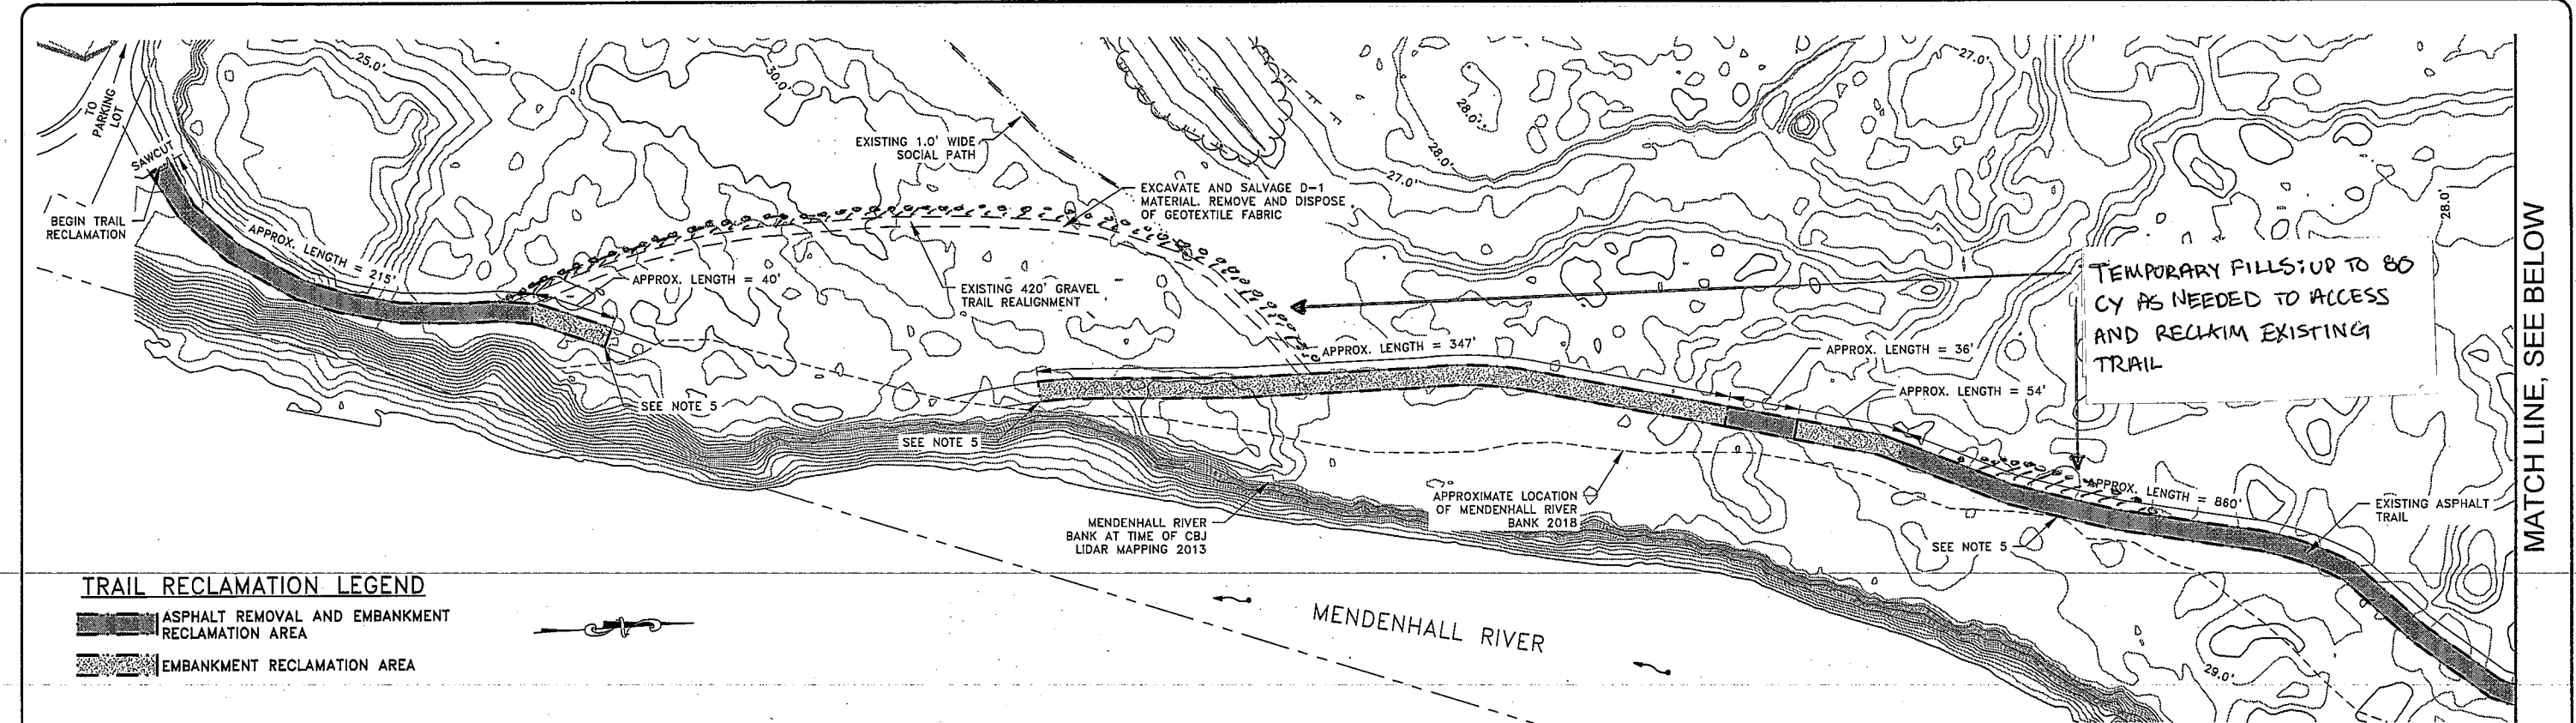 25.0'
30.0'
27.0'
TO
PARKING
LOT
SAWCUT
EXISTING 1.0' WIDE
SOCIAL PATH
28.0'
28.0'
27.0'
28.0'
EXCAVATE AND SALVAGE D-1
MATERIAL. REMOVE AND DISPOSE
OF GEOTEXTILE FABRIC
BEGIN TRAIL
RECLAMATION
APPROX. LENGTH = 215'
APPROX. LENGTH = 40'
EXISTING 420' GRAVEL
TRAIL REALIGNMENT
TEMPORARY FILLS: UP TO 80
CY AS NEEDED TO ACCESS
AND RECLAIM EXISTING
TRAIL
APPROX. LENGTH = 347'
APPROX. LENGTH = 36'
APPROX. LENGTH = 54'
SEE NOTE 5
SEE NOTE 5
APPROXIMATE LOCATION
OF MENDENHALL RIVER
BANK 2018
APPROX. LENGTH = 860'
EXISTING ASPHALT
TRAIL
MENDENHALL RIVER
BANK AT TIME OF CBJ
LIDAR MAPPING 2013
SEE NOTE 5
MATCH LINE, SEE BELOW
TRAIL RECLAMATION LEGEND
ASPHALT REMOVAL AND EMBANKMENT
RECLAMATION AREA
EMBANKMENT RECLAMATION AREA
MENDENHALL RIVER
29.0'